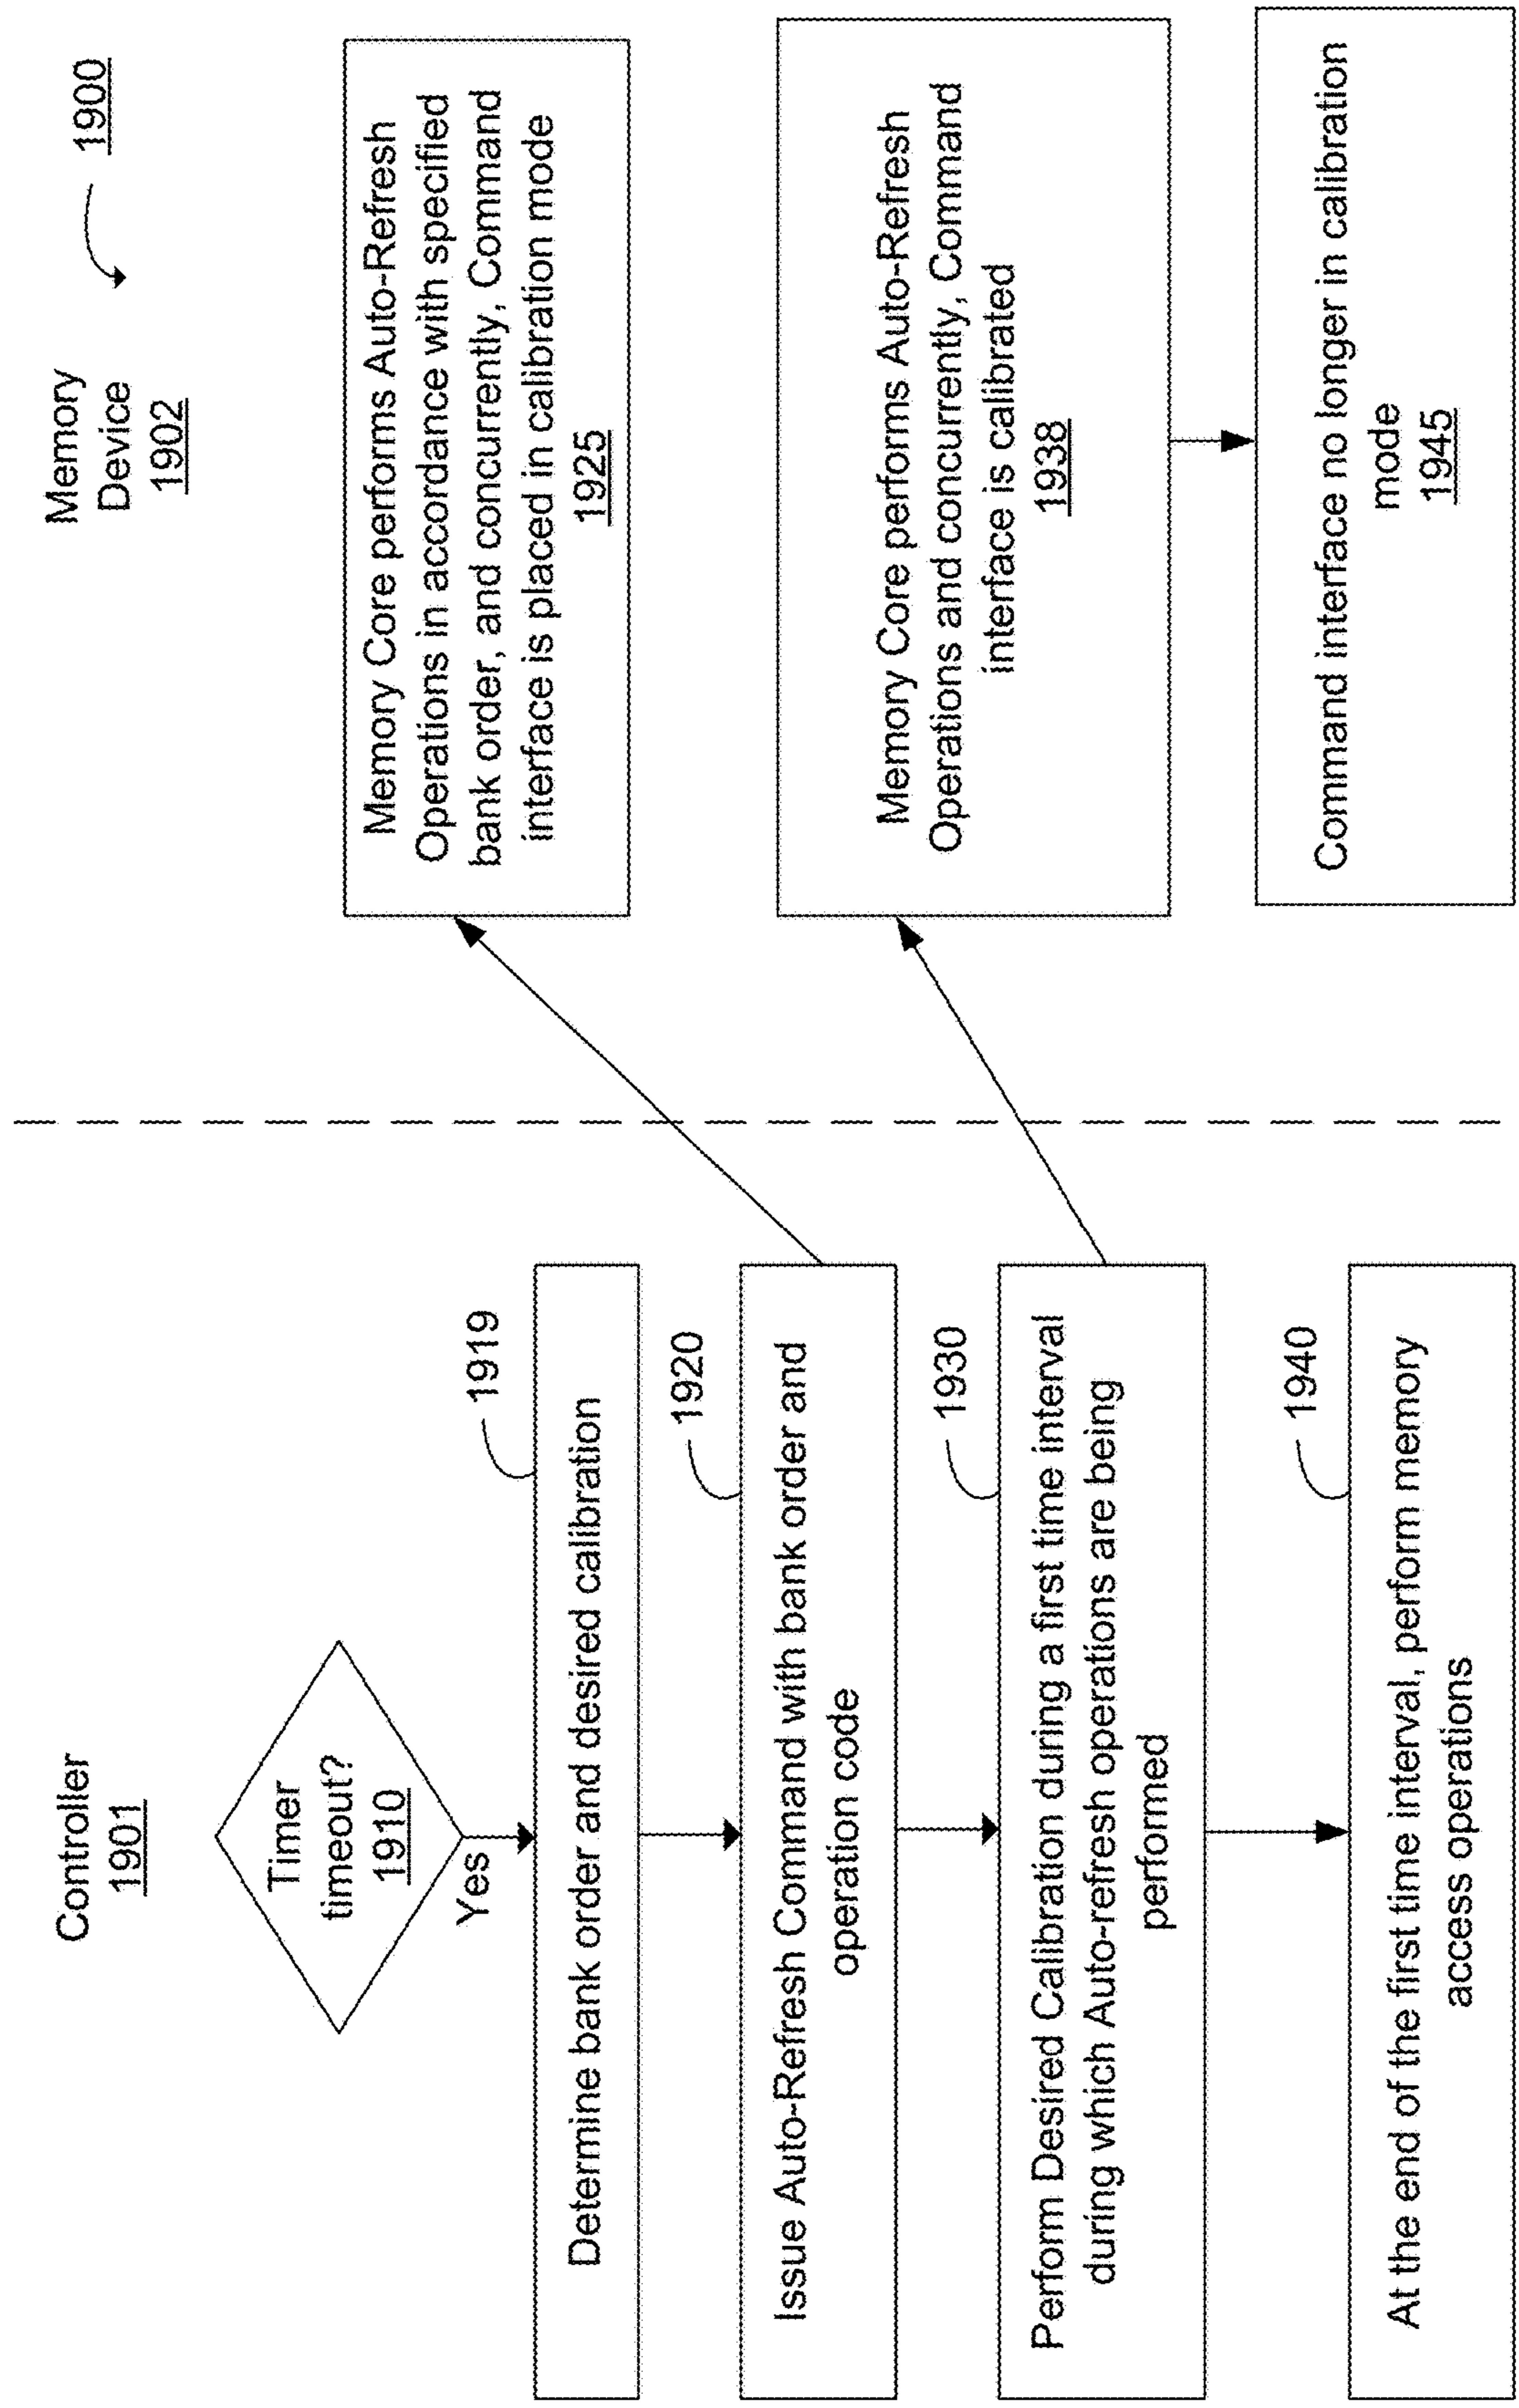 Controller
1901
Timer
timeout?
1910
Yes
1919
Determine bank order and desired calibration
1920
Issue Auto-Refresh Command with bank order and
operation code
1930
Perform Desired Calibration during a first time interval
during which Auto-refresh operations are being
performed
1940
At the end of the first time interval, perform memory
access operations
Memory
Device
1902
1900
Memory Core performs Auto-Refresh
Operations in accordance with specified
bank order, and concurrently, Command
interface is placed in calibration mode
1925
Memory Core performs Auto-Refresh
Operations and concurrently, Command
interface is calibrated
1938
Command interface no longer in calibration
mode
1945